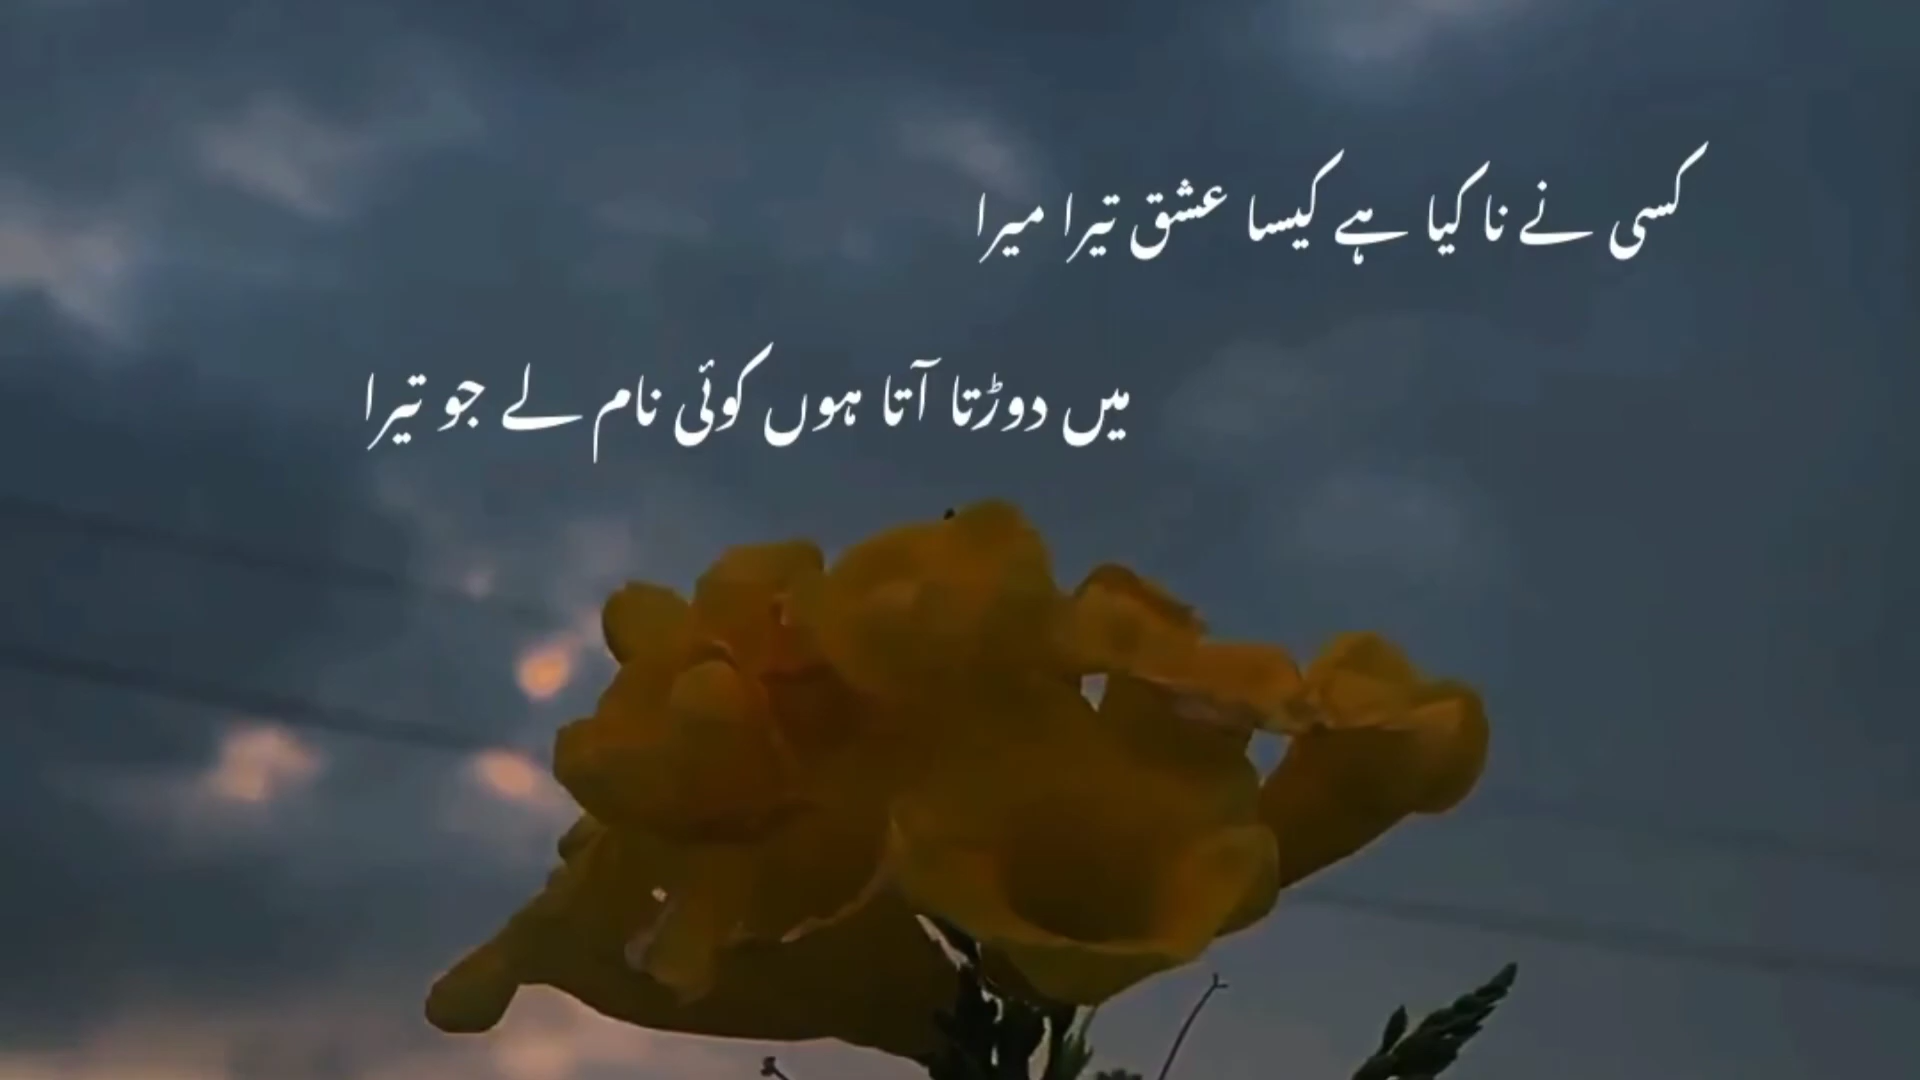 کسی نے نا کیا ہے کیسا عشق تیرا میرا
میں دوڑتا آتا ہوں کوئی نام لے جو تیرا